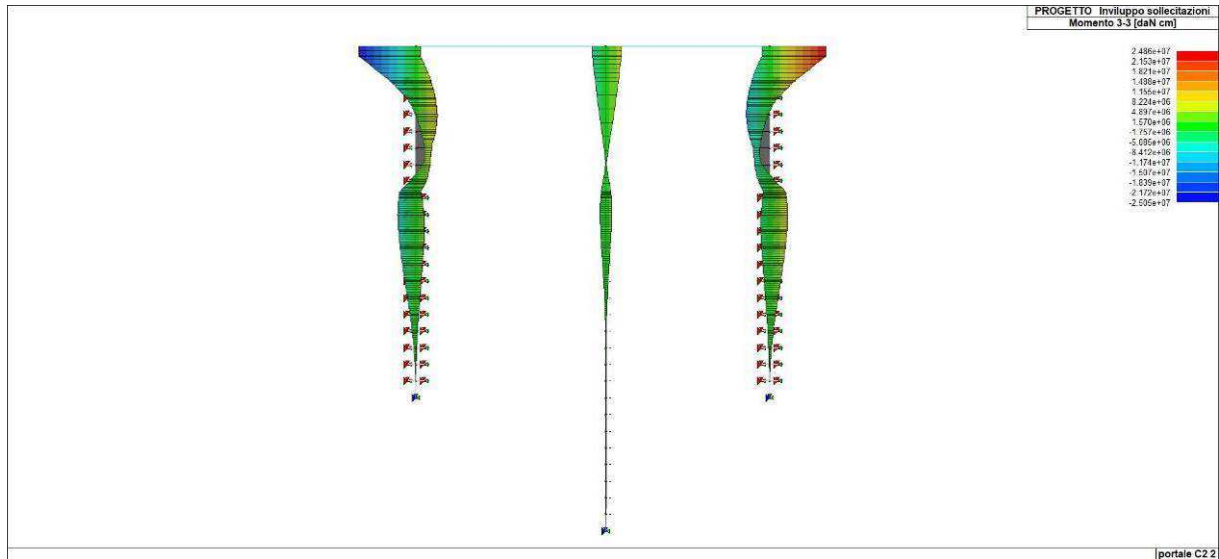 PROGETTO Inviluppo sollecitazioni
Momento 3-3 [daN cm]
2.486e+07
2.153e+07
1.821e+07
1.488e+07
1.155e+07
8.224e+06
4.897e+06
1.570e+06
-1.757e+06
-5.085e+06
-8.412e+06
-1.174e+07
-1.507e+07
-1.839e+07
-2.172e+07
-2.505e+07
portale C2 2